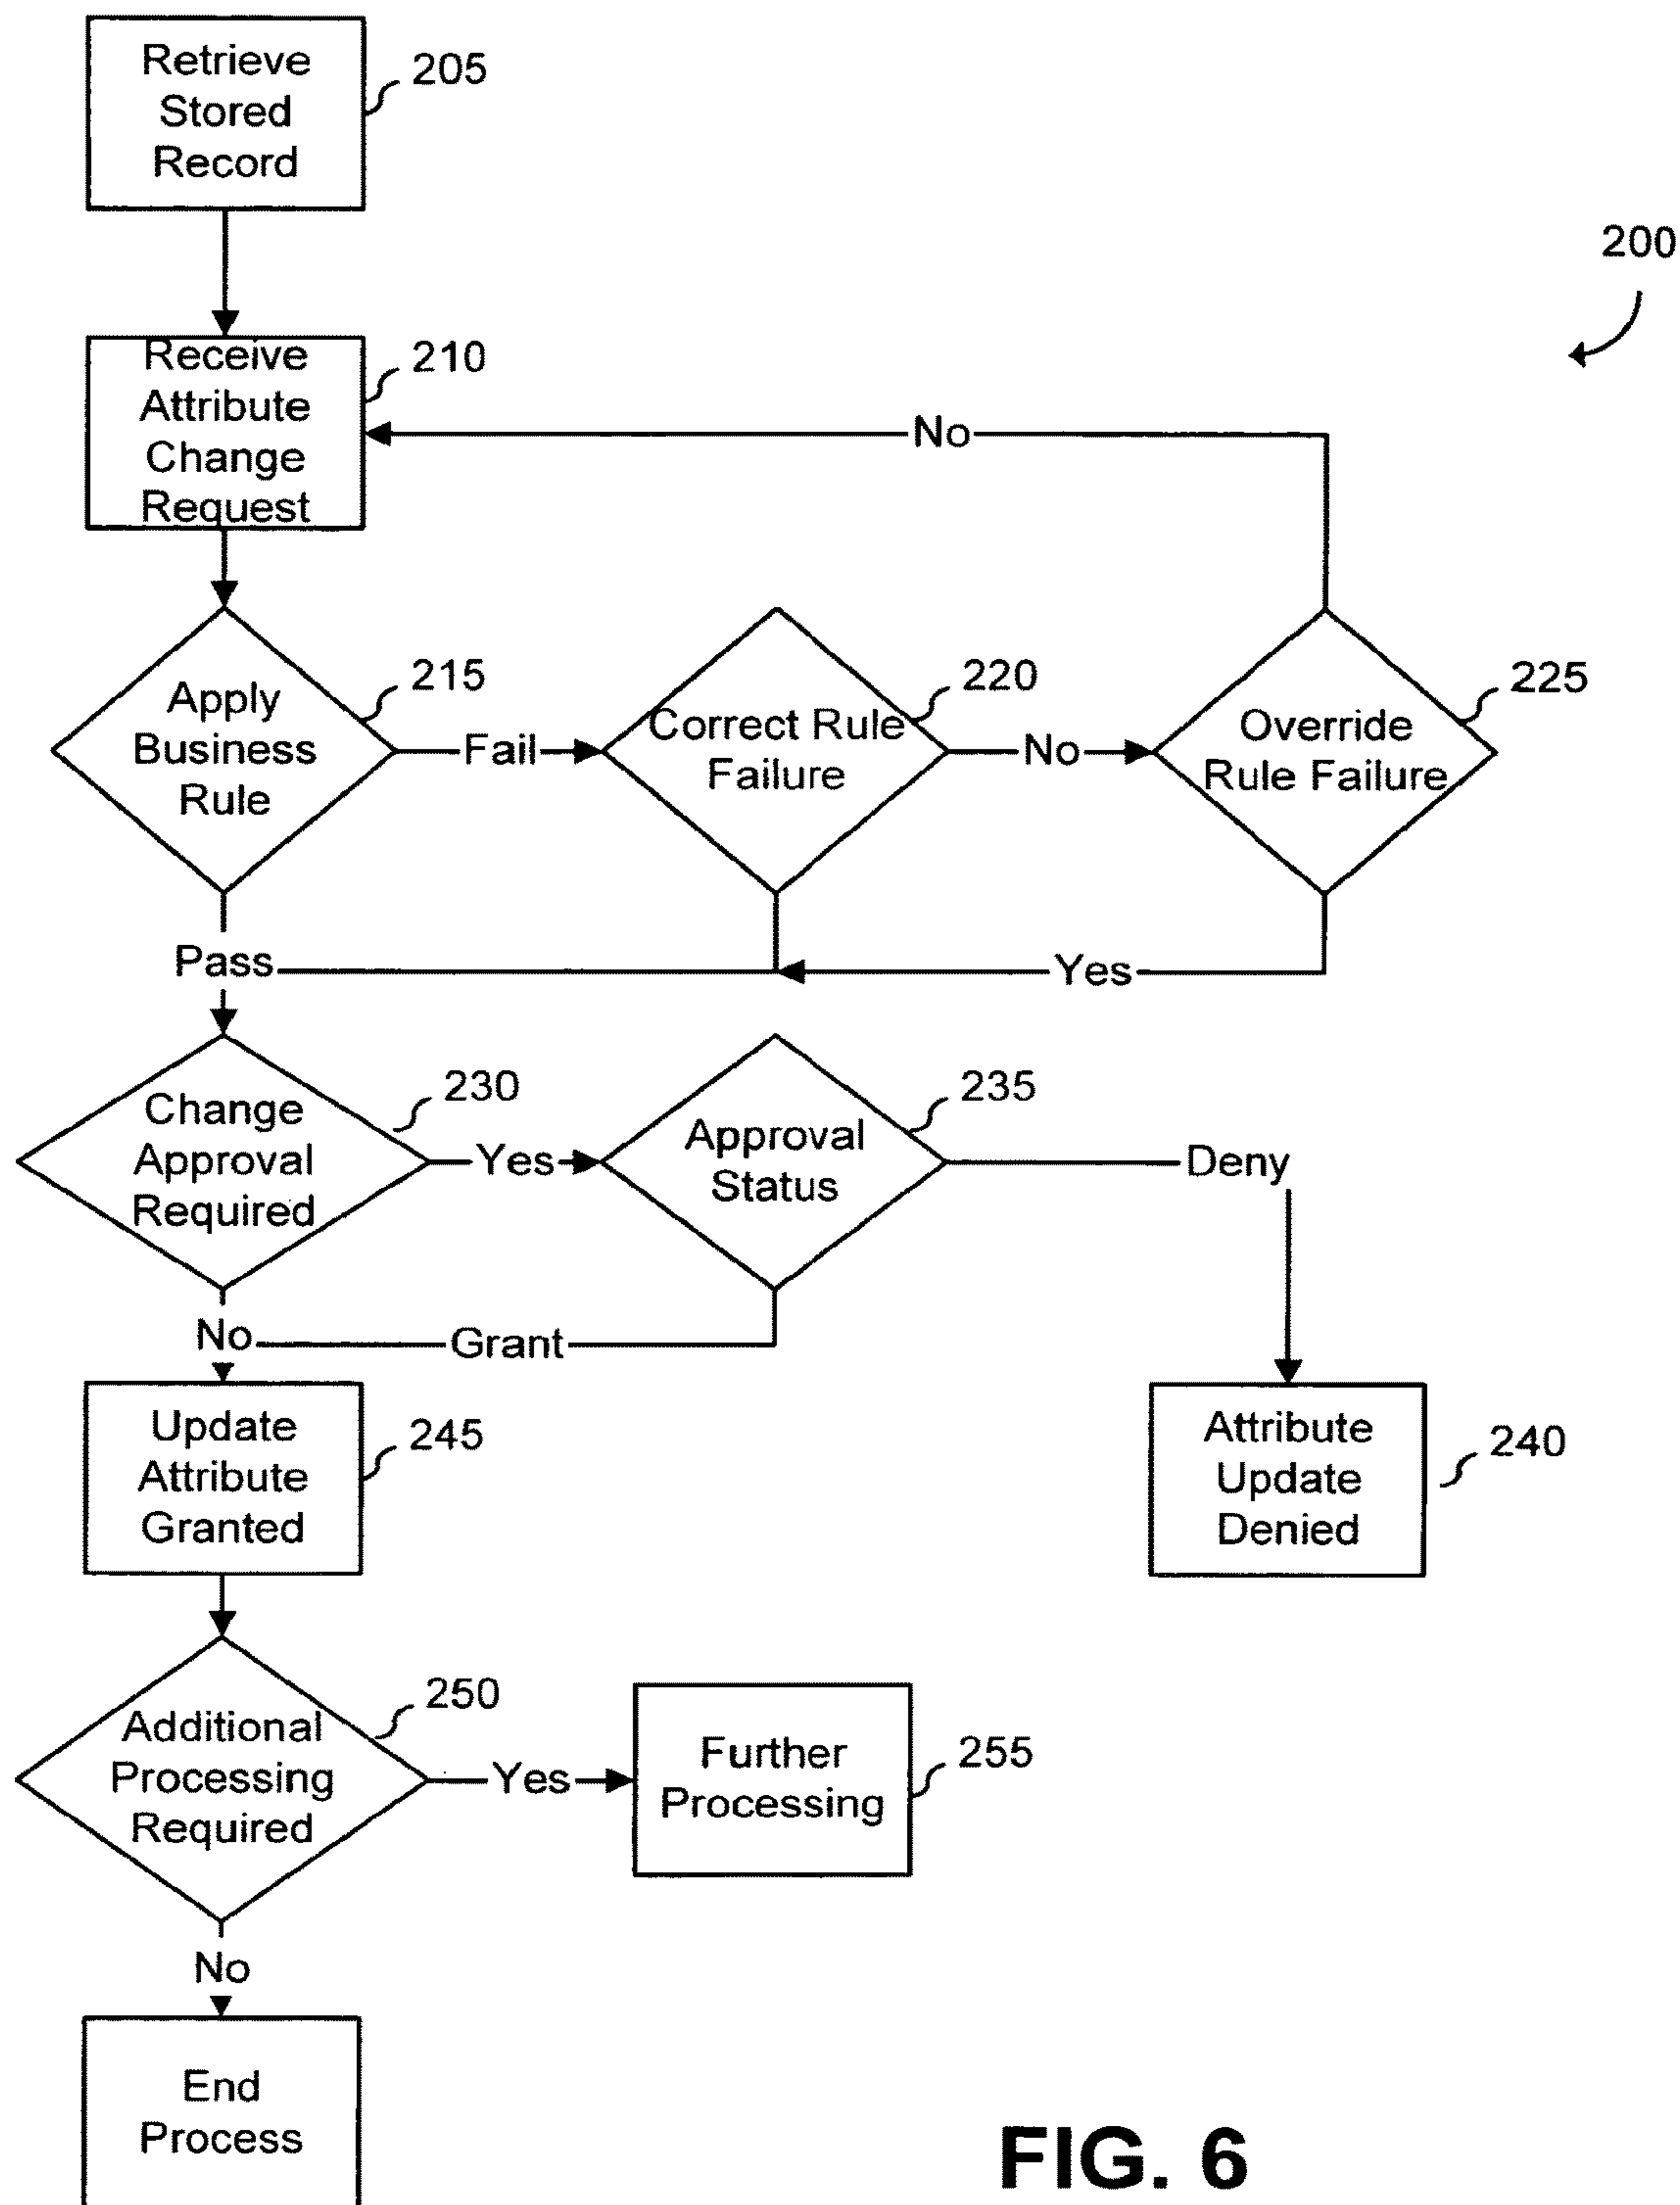 Retrieve
Stored
Record
205
200
Receive
Attribute
Change
Request
210
No
Apply
Business
Rule
215
Fail
Correct Rule
Failure
220
No
Override
Rule Failure
225
Pass
Yes
Change
Approval
Required
230
Yes
Approval
Status
235
Deny
No
Grant
Update
Attribute
Granted
245
Attribute
Update
Denied
240
Additional
Processing
Required
250
Yes
Further
Processing
255
No
End
Process
FIG. 6